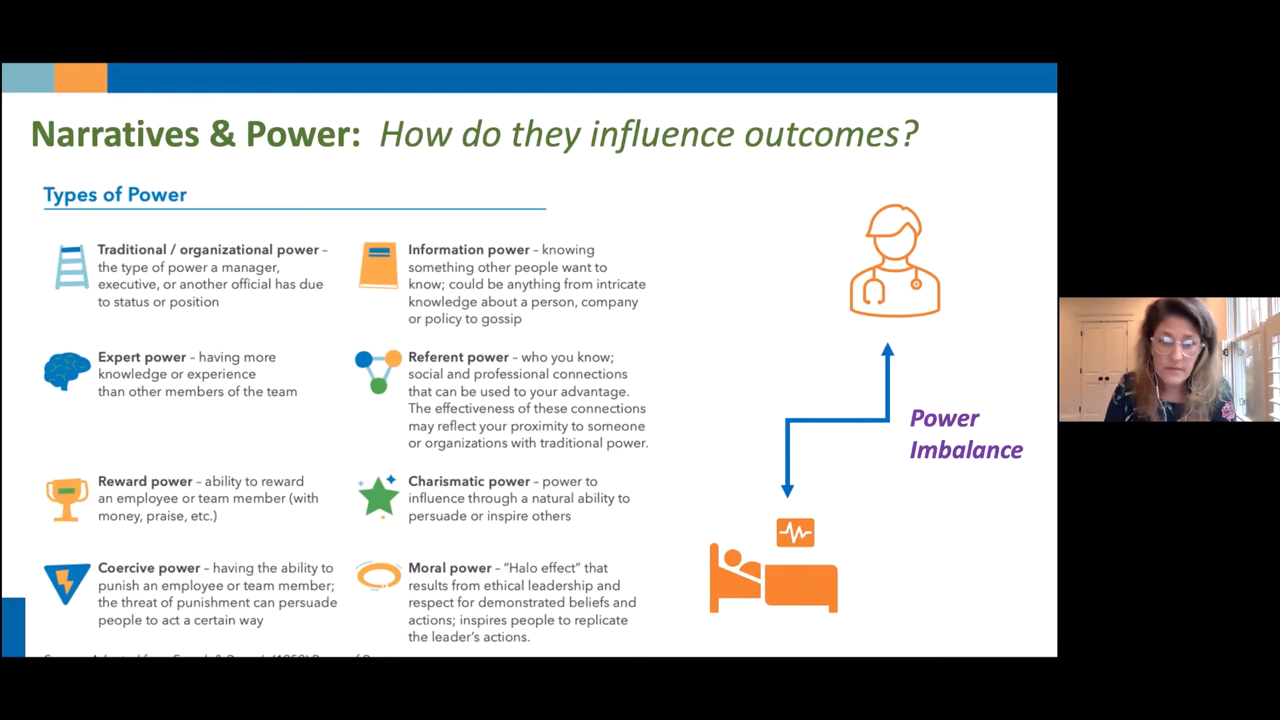 Narratives & Power: How do they influence outcomes?
Types of Power
Traditional / organizational power –
the type of power a manager,
executive, or another official has due
to status or position
Information power – knowing
something other people want to
know; could be anything from intricate
knowledge about a person, company
or policy to gossip
Expert power – having more
knowledge or experience
than other members of the team
Referent power – who you know;
social and professional connections
that can be used to your advantage.
The effectiveness of these connections
may reflect your proximity to someone
or organizations with traditional power.
Reward power – ability to reward
an employee or team member (with
money, praise, etc.)
Charismatic power – power to
influence through a natural ability to
persuade or inspire others
Coercive power – having the ability to
punish an employee or team member;
the threat of punishment can persuade
people to act a certain way
Moral power – “Halo effect” that
results from ethical leadership and
respect for demonstrated beliefs and
actions; inspires people to replicate
the leader’s actions.
Power
Imbalance